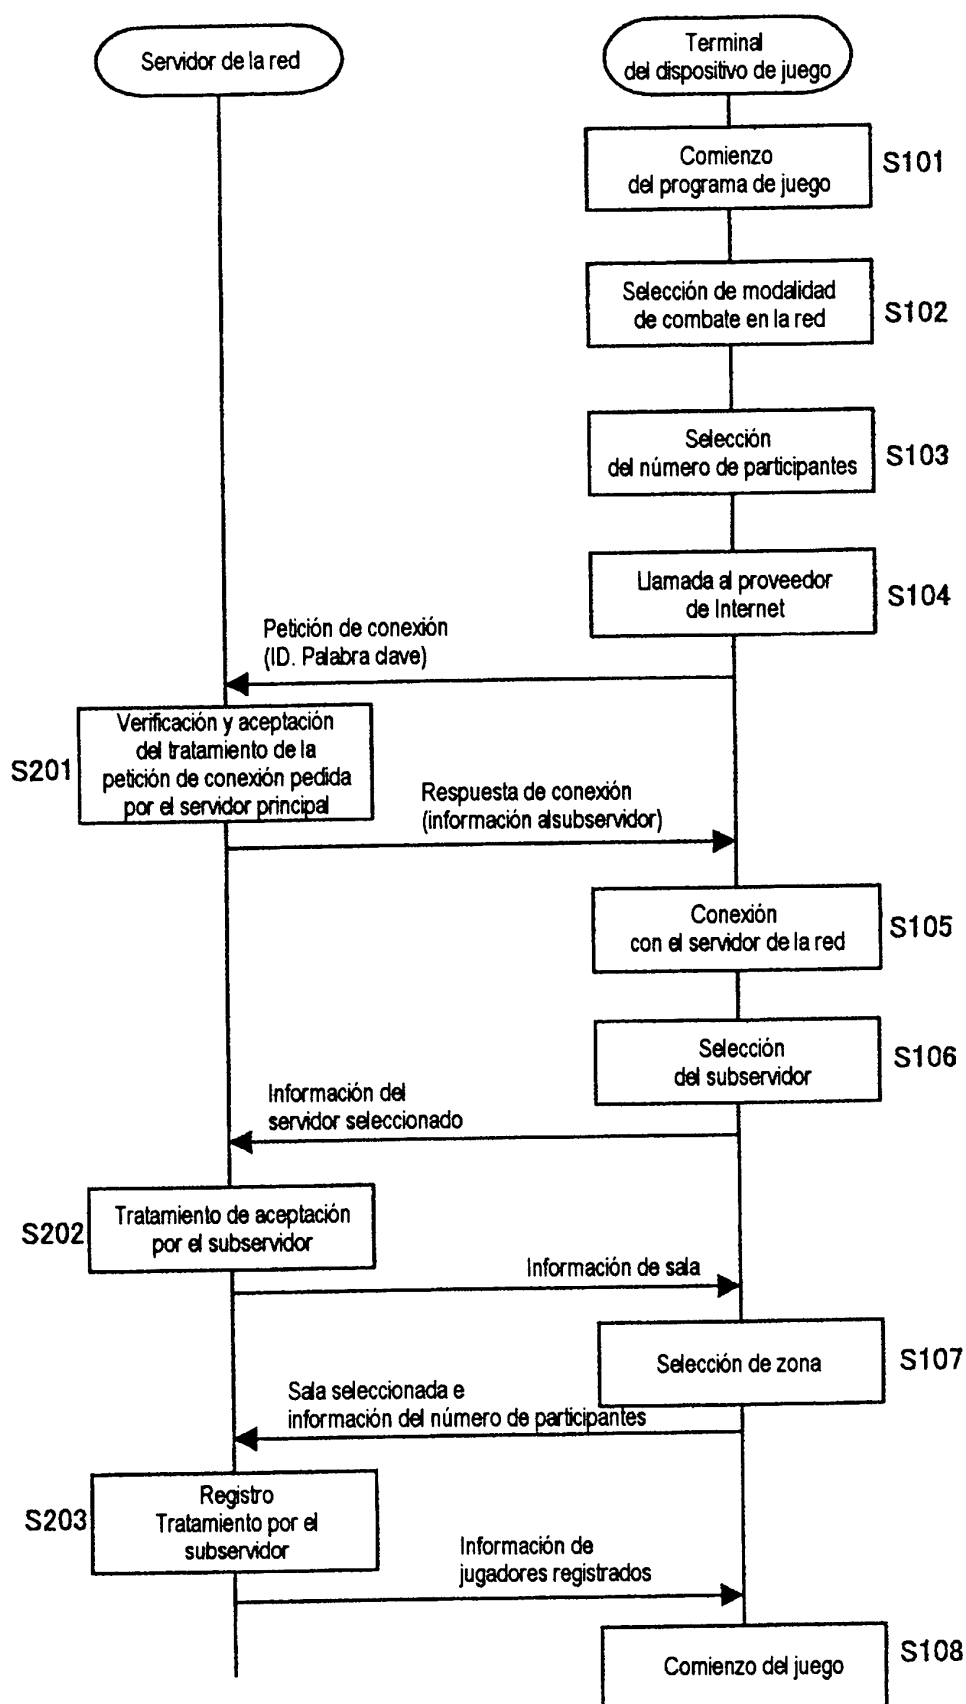 Servidor de la red
Terminal
del dispositivo de juego
Comienzo
del programa de juego
S101
Selección de modalidad
de combate en la red
S102
Selección
del número de participantes
S103
Llamada al proveedor
de Internet
S104
Petición de conexión
(ID. Palabra clave)
S201
Verificación y aceptación
del tratamiento de la
petición de conexión pedida
por el servidor principal
Respuesta de conexión
(información alsubservidor)
Conexión
con el servidor de la red
S105
Selección
del subservidor
S106
Información del
servidor seleccionado
S202
Tratamiento de aceptación
por el subservidor
Información de sala
Selección de zona
S107
Sala seleccionada e
información del número de participantes
S203
Registro
Tratamiento por el
subservidor
Información de
jugadores registrados
Comienzo del juego
S108